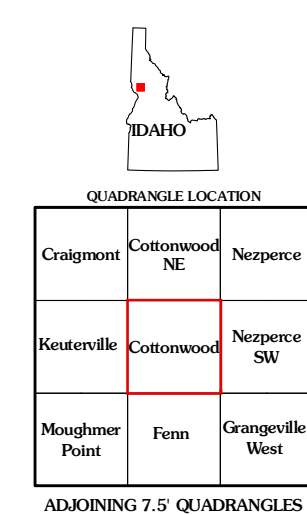 IDAHO
QUADRANGLE LOCATION
Craigmont
Cottonwood
NE
Nezperce
Keuterville
Cottonwood
Nezperce
SW
Moughmer
Point
Fenn
Grangeville
West
ADJOINING 7.5' QUADRANGLES